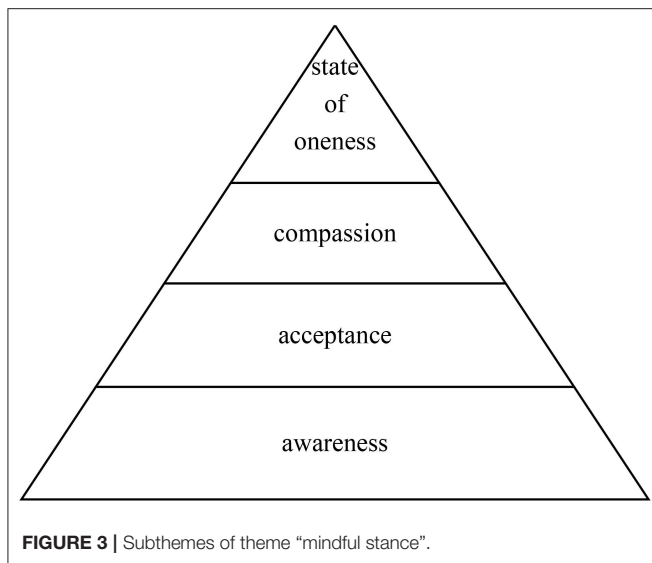 state
of
oneness
compassion
acceptance
awareness
FIGURE 3 | Subthemes of theme “mindful stance”.